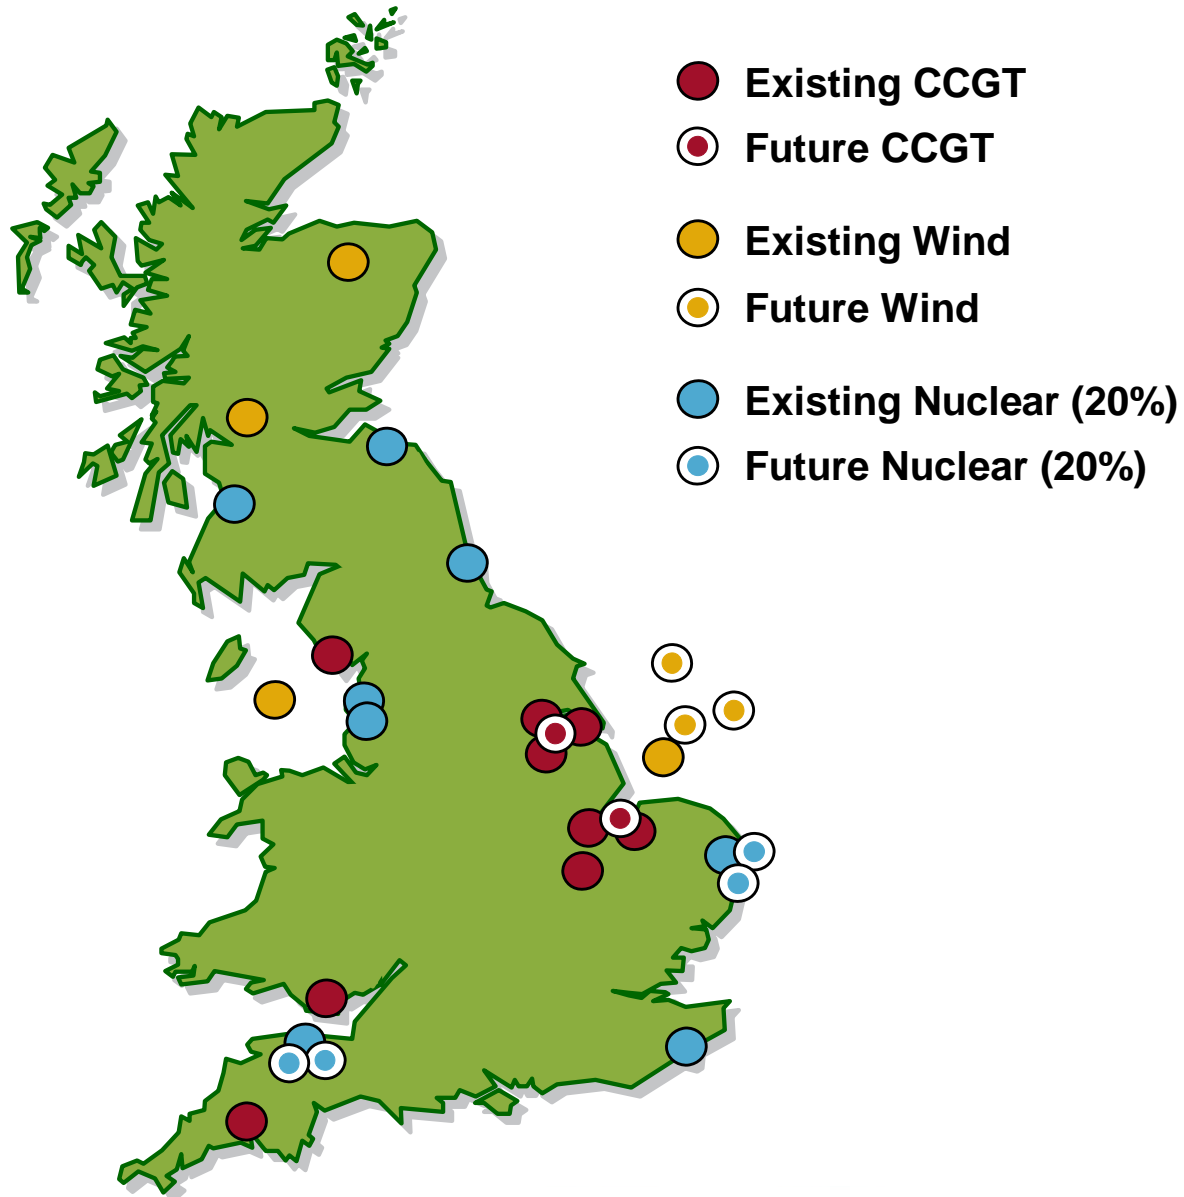 Existing CCGT
Future CCGT
Existing Wind
Future Wind
Existing Nuclear (20%)
Future Nuclear (20%)